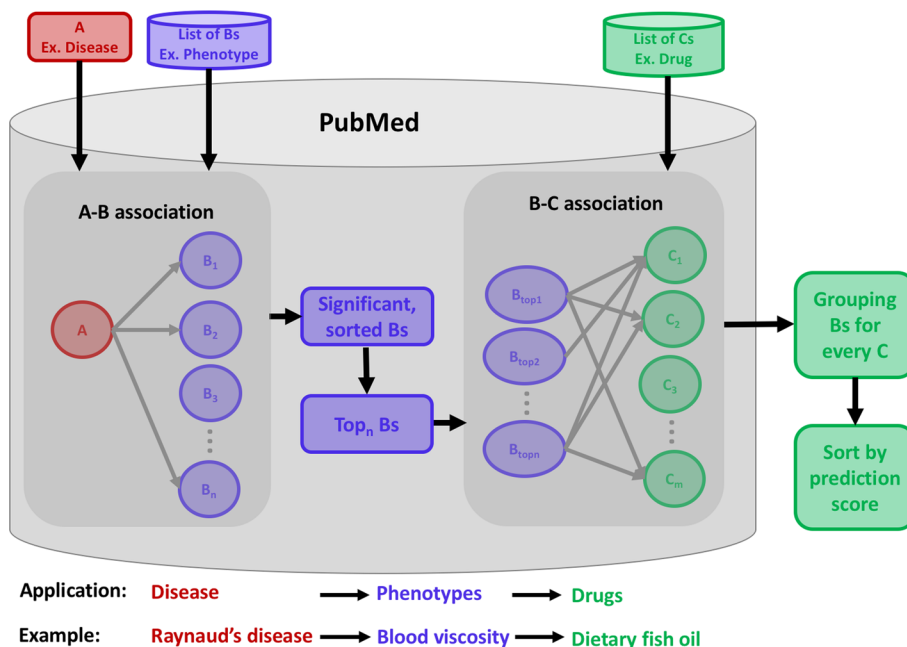 A
Ex. Disease
List of Bs
Ex. Phenotype
List of Cs
Ex. Drug
PubMed
A-B association
B-C association
A
B1
B2
B3
Bn
Significant,
sorted Bs
Topn Bs
Btop1
Btop2
Btopn
C1
C2
C3
Cm
Grouping
Bs for
every C
Sort by
prediction
score
Application: Disease Phenotypes Drugs
Example: Raynaud's disease Blood viscosity Dietary fish oil